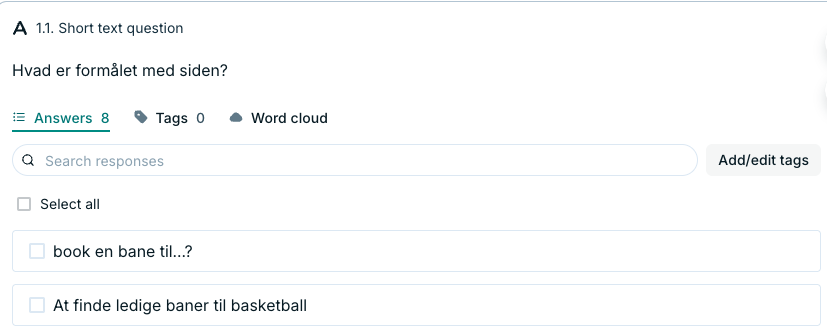 1.1. Short text question
Hvad er formålet med siden?
Answers 8 Tags 0 Word cloud
Search responses Add/edit tags
Select all
book en bane til...?
At finde ledige baner til basketball